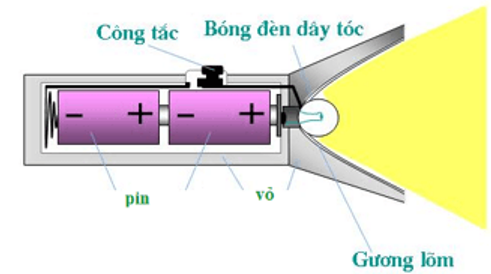 Công tắc
Bóng đèn dây tóc
- + - +
pin
vỏ
Gương lõm